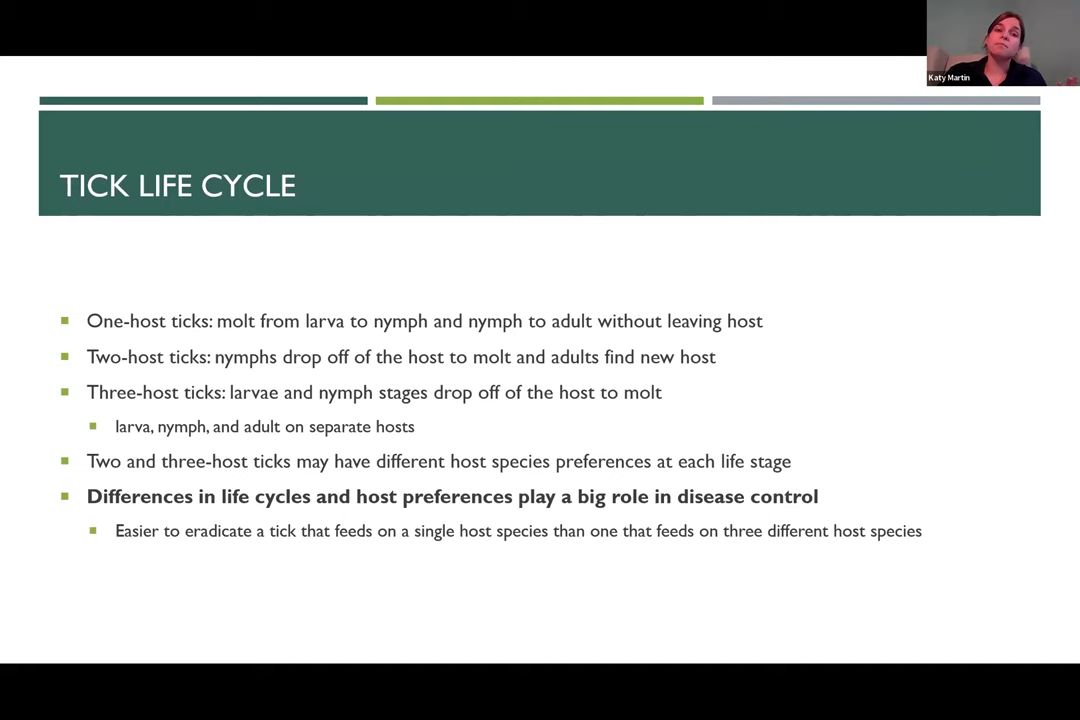 Katy Martin
TICK LIFE CYCLE
One-host ticks: molt from larva to nymph and nymph to adult without leaving host
Two-host ticks: nymphs drop off of the host to molt and adults find new host
Three-host ticks: larvae and nymph stages drop off of the host to molt
larva, nymph, and adult on separate hosts
Two and three-host ticks may have different host species preferences at each life stage
Differences in life cycles and host preferences play a big role in disease control
Easier to eradicate a tick that feeds on a single host species than one that feeds on three different host species